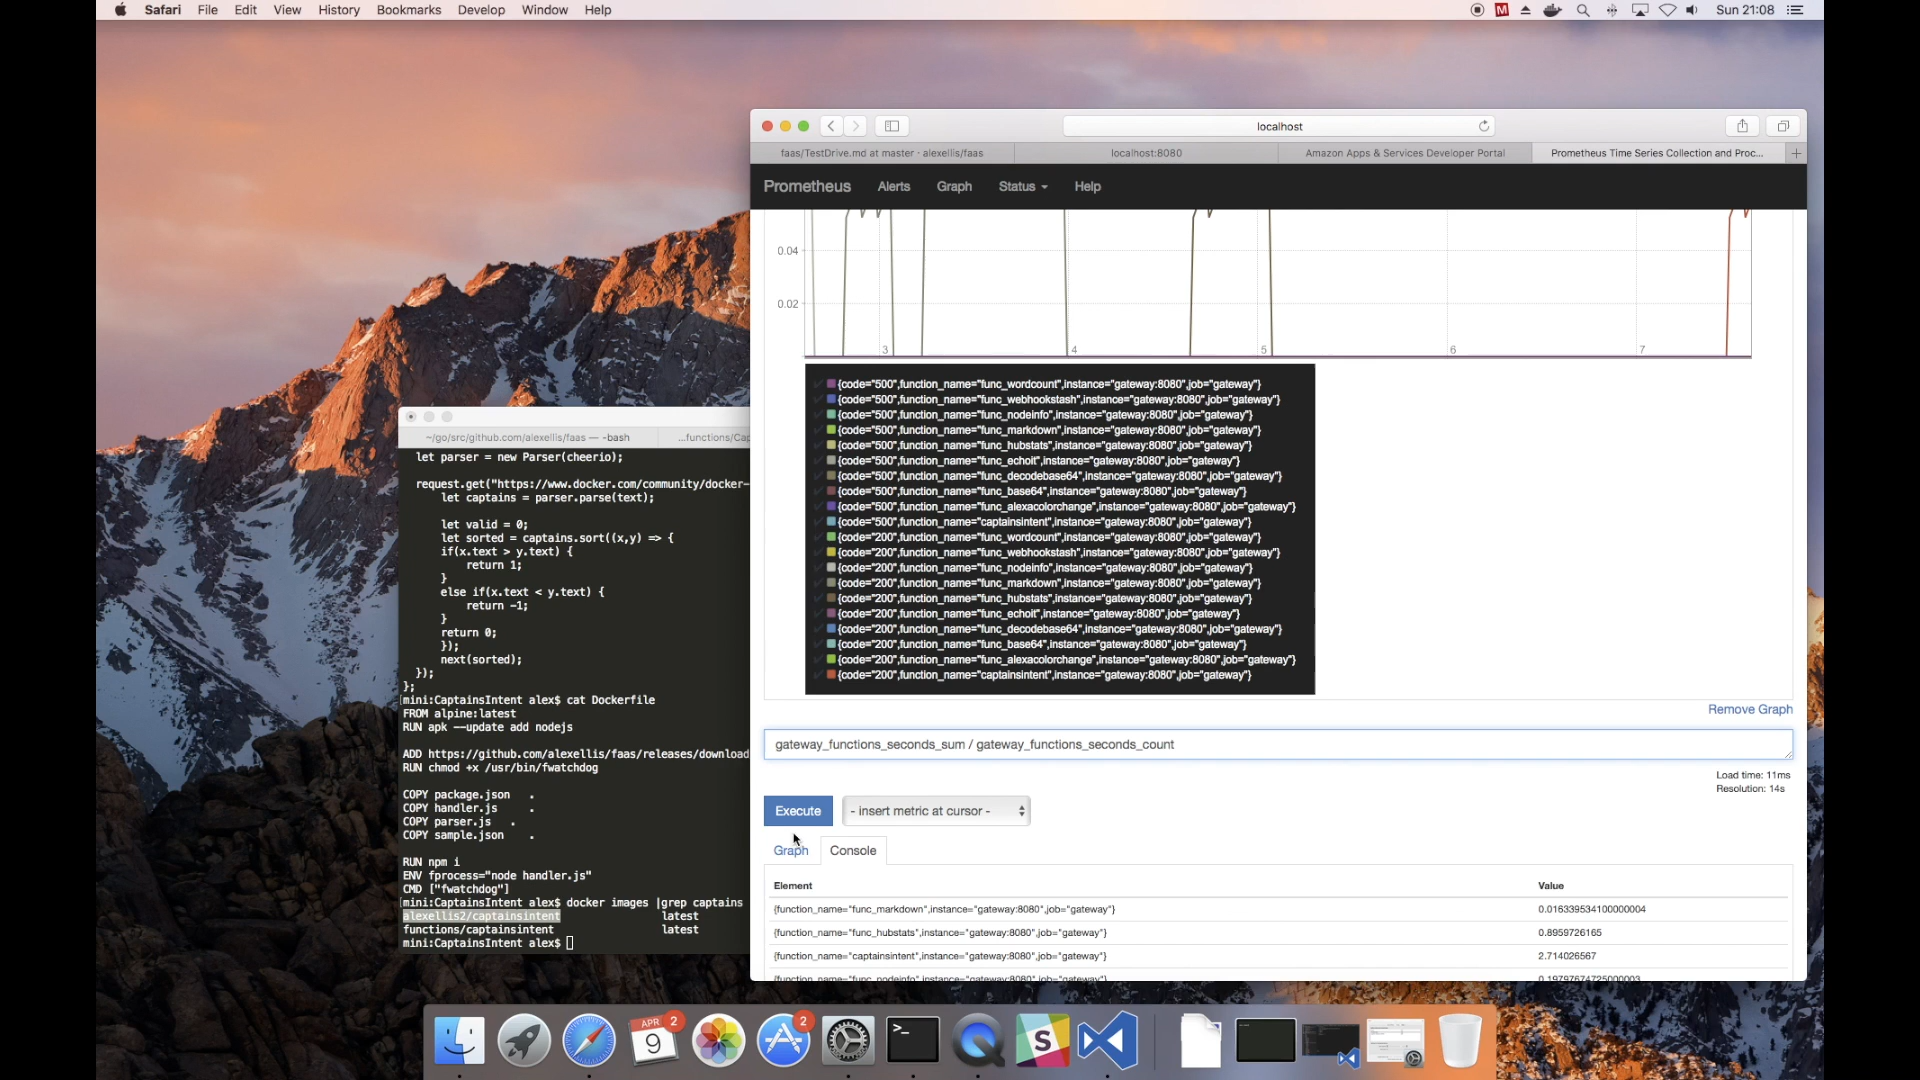 Safari File Edit View History Bookmarks Develop Window Help
Sun 21:08
localhost
faas/TestDrive.md at master · alexellis/faas
localhost:8080
Amazon Apps & Services Developer Portal
Prometheus Time Series Collection and Proc...
Prometheus Alerts Graph Status Help
0.04
0.02
3 4 5 6 7
{code="500",function_name="func_wordcount",instance="gateway:8080",job="gateway"}
{code="500",function_name="func_webhookstash",instance="gateway:8080",job="gateway"}
{code="500",function_name="func_nodeinfo",instance="gateway:8080",job="gateway"}
{code="500",function_name="func_markdown",instance="gateway:8080",job="gateway"}
{code="500",function_name="func_hubstats",instance="gateway:8080",job="gateway"}
{code="500",function_name="func_echoit",instance="gateway:8080",job="gateway"}
{code="500",function_name="func_decodebase64",instance="gateway:8080",job="gateway"}
{code="500",function_name="func_base64",instance="gateway:8080",job="gateway"}
{code="500",function_name="func_alexacolorchange",instance="gateway:8080",job="gateway"}
{code="500",function_name="captainsintent",instance="gateway:8080",job="gateway"}
{code="200",function_name="func_wordcount",instance="gateway:8080",job="gateway"}
{code="200",function_name="func_webhookstash",instance="gateway:8080",job="gateway"}
{code="200",function_name="func_nodeinfo",instance="gateway:8080",job="gateway"}
{code="200",function_name="func_markdown",instance="gateway:8080",job="gateway"}
{code="200",function_name="func_hubstats",instance="gateway:8080",job="gateway"}
{code="200",function_name="func_echoit",instance="gateway:8080",job="gateway"}
{code="200",function_name="func_decodebase64",instance="gateway:8080",job="gateway"}
{code="200",function_name="func_base64",instance="gateway:8080",job="gateway"}
{code="200",function_name="func_alexacolorchange",instance="gateway:8080",job="gateway"}
{code="200",function_name="captainsintent",instance="gateway:8080",job="gateway"}
Remove Graph
gateway_functions_seconds_sum / gateway_functions_seconds_count
Load time: 11ms
Resolution: 14s
Execute
- insert metric at cursor -
Graph Console
Element Value
{function_name="func_markdown",instance="gateway:8080",job="gateway"} 0.016339534100000004
{function_name="func_hubstats",instance="gateway:8080",job="gateway"} 0.8959726165
{function_name="captainsintent",instance="gateway:8080",job="gateway"} 2.714026567
{function_name="func_nodeinfo",instance="gateway:8080",job="gateway"} 0.19797674725000003
~/go/src/github.com/alexellis/faas — -bash
...functions/Cap
let parser = new Parser(cheerio);
request.get("https://www.docker.com/community/docker-
let captains = parser.parse(text);
let valid = 0;
let sorted = captains.sort((x,y) => {
if(x.text > y.text) {
return 1;
}
else if(x.text < y.text) {
return -1;
}
return 0;
});
next(sorted);
});
};
[mini:CaptainsIntent alex$ cat Dockerfile
FROM alpine:latest
RUN apk --update add nodejs
ADD https://github.com/alexellis/faas/releases/download
RUN chmod +x /usr/bin/fwatchdog
COPY package.json .
COPY handler.js .
COPY parser.js .
COPY sample.json .
RUN npm i
ENV fprocess="node handler.js"
CMD ["fwatchdog"]
[mini:CaptainsIntent alex$ docker images |grep captains
alexellis2/captainsintent latest
functions/captainsintent latest
mini:CaptainsIntent alex$
APR 2
9
2
S